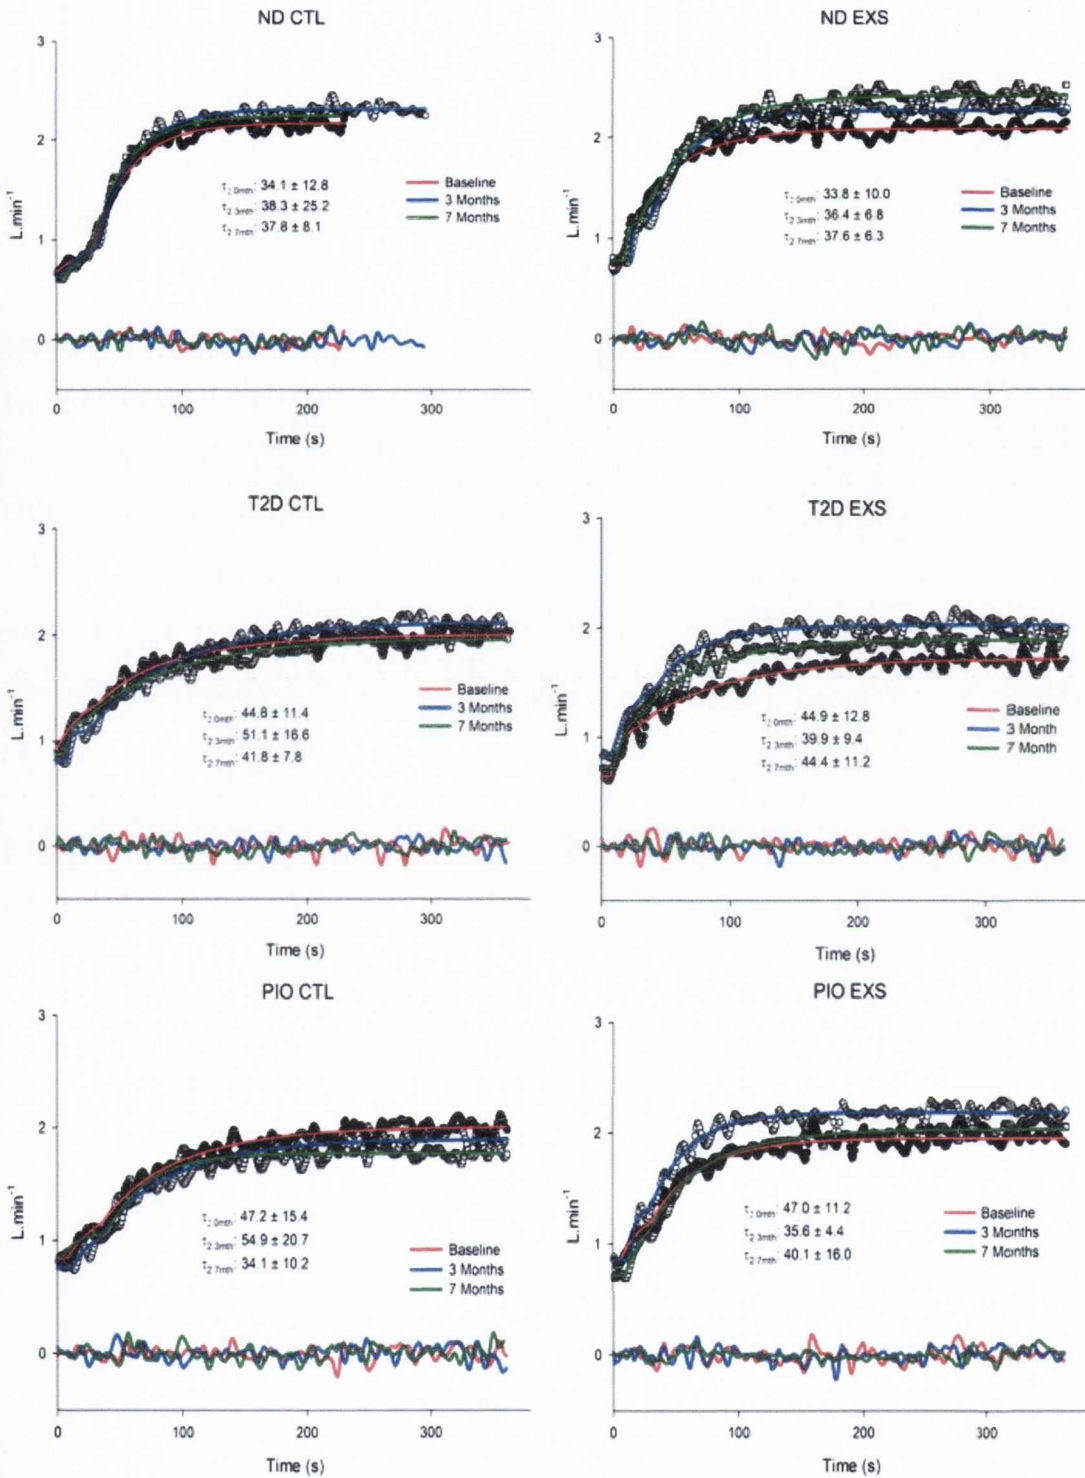 ND CTL
3
2
1
0
L.min⁻¹
τ₂ ₀ₘₜₕ: 34.1 ± 12.8
τ₂ ₃ₘₜₕ: 38.3 ± 25.2
τ₂ ₇ₘₜₕ: 37.8 ± 8.1
Baseline
3 Months
7 Months
0 100 200 300
Time (s)
ND EXS
3
2
1
0
L.min⁻¹
τ₂ ₀ₘₜₕ: 33.8 ± 10.0
τ₂ ₃ₘₜₕ: 36.4 ± 6.8
τ₂ ₇ₘₜₕ: 37.6 ± 6.3
Baseline
3 Months
7 Months
0 100 200 300
Time (s)
T2D CTL
3
2
1
0
L.min⁻¹
τ₂ ₀ₘₜₕ: 44.8 ± 11.4
τ₂ ₃ₘₜₕ: 51.1 ± 16.6
τ₂ ₇ₘₜₕ: 41.8 ± 7.8
Baseline
3 Months
7 Months
0 100 200 300
Time (s)
T2D EXS
3
2
1
0
L.min⁻¹
τ₂ ₀ₘₜₕ: 44.9 ± 12.8
τ₂ ₃ₘₜₕ: 39.9 ± 9.4
τ₂ ₇ₘₜₕ: 44.4 ± 11.2
Baseline
3 Month
7 Month
0 100 200 300
Time (s)
PIO CTL
3
2
1
0
L.min⁻¹
τ₂ ₀ₘₜₕ: 47.2 ± 15.4
τ₂ ₃ₘₜₕ: 54.9 ± 20.7
τ₂ ₇ₘₜₕ: 34.1 ± 10.2
Baseline
3 Months
7 Months
0 100 200 300
Time (s)
PIO EXS
3
2
1
0
L.min⁻¹
τ₂ ₀ₘₜₕ: 47.0 ± 11.2
τ₂ ₃ₘₜₕ: 35.6 ± 4.4
τ₂ ₇ₘₜₕ: 40.1 ± 16.0
Baseline
3 Months
7 Months
0 100 200 300
Time (s)